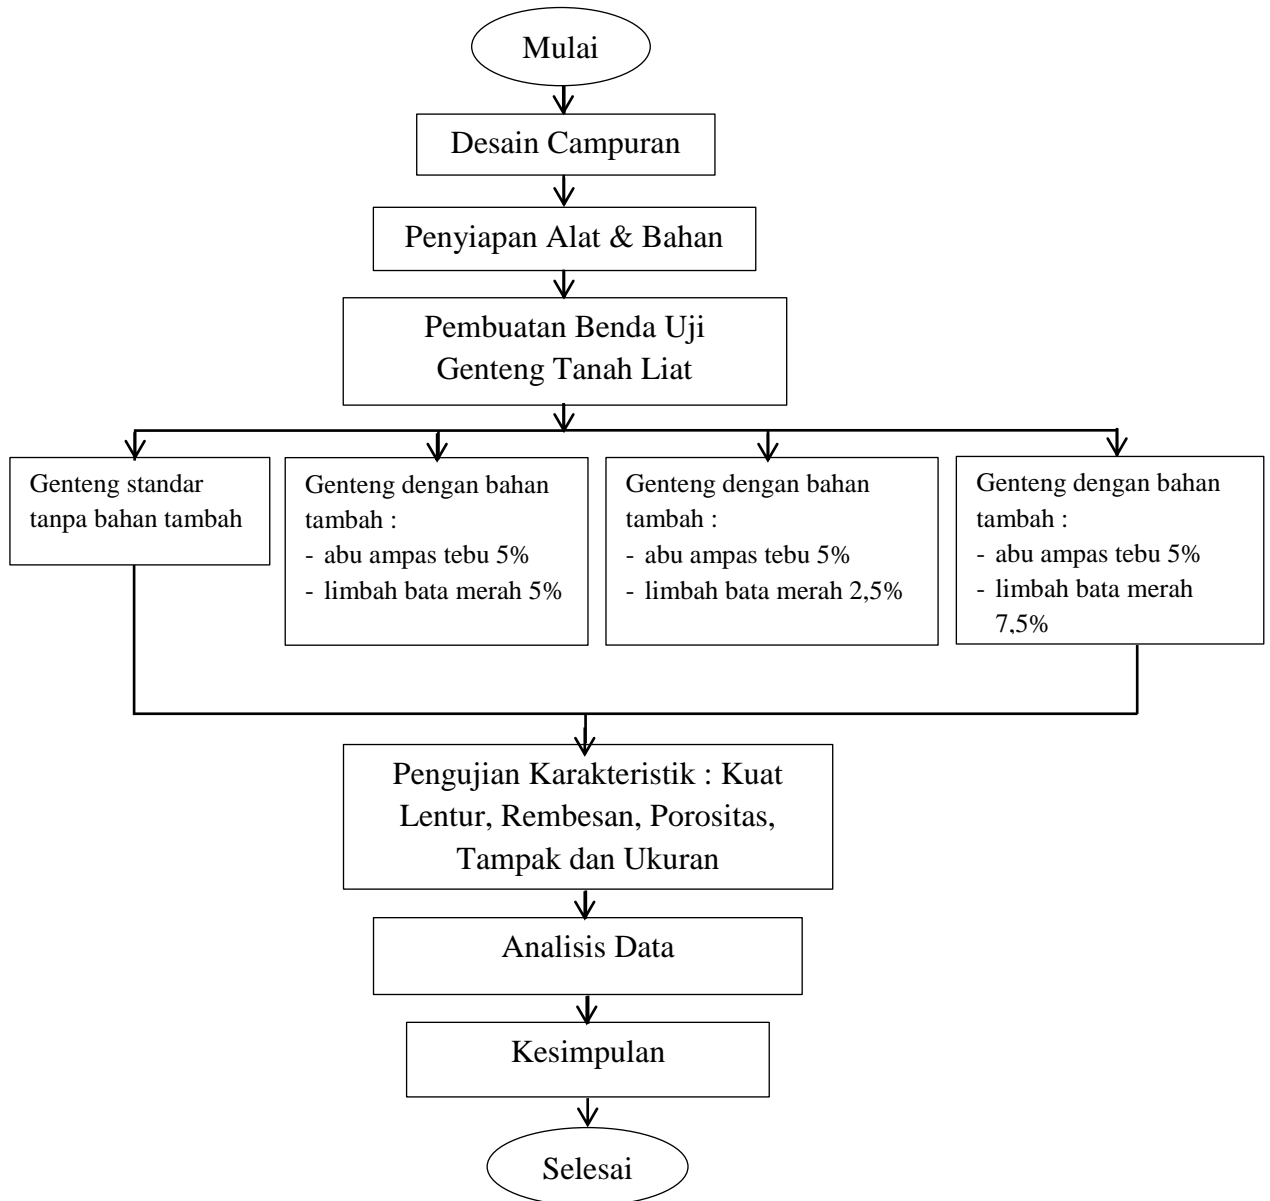 Mulai
Desain Campuran
Penyiapan Alat & Bahan
Pembuatan Benda Uji
Genteng Tanah Liat
Genteng standar
tanpa bahan tambah
Genteng dengan bahan
tambah :
- abu ampas tebu 5%
- limbah bata merah 5%
Genteng dengan bahan
tambah :
- abu ampas tebu 5%
- limbah bata merah 2,5%
Genteng dengan bahan
tambah :
- abu ampas tebu 5%
- limbah bata merah
7,5%
Pengujian Karakteristik : Kuat
Lentur, Rembesan, Porositas,
Tampak dan Ukuran
Analisis Data
Kesimpulan
Selesai